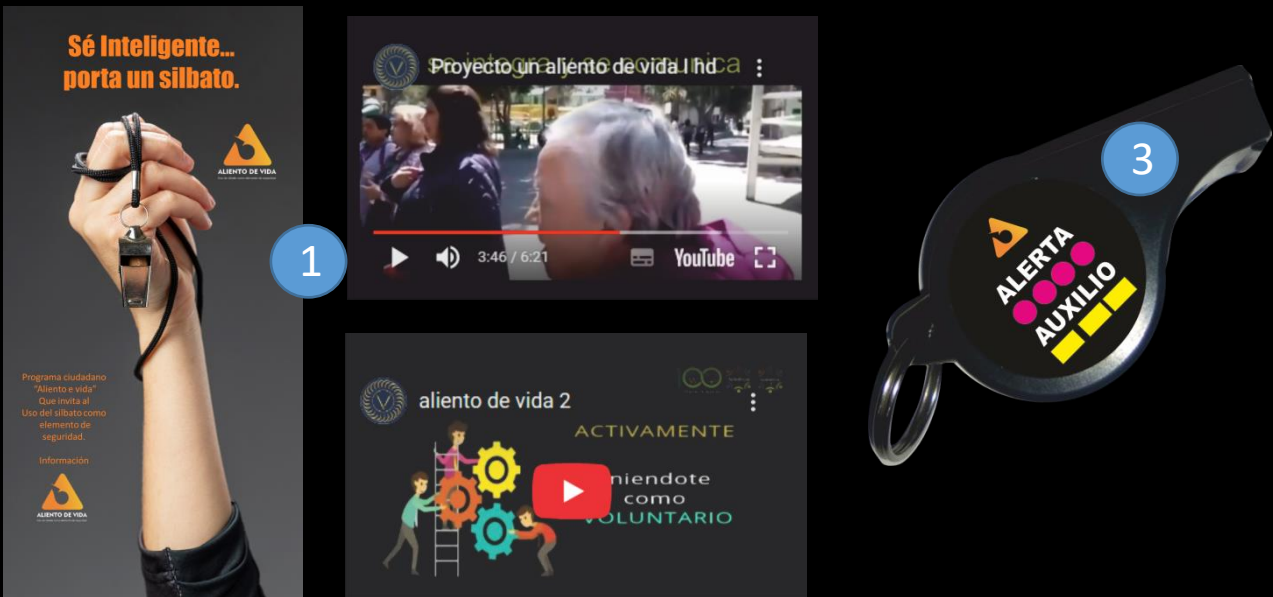 Sé Inteligente...
porta un silbato.
ALIENTO DE VIDA
1
Programa ciudadano
"Aliento e vida"
Que invita al
Uso del silbato como
elemento de
seguridad.
Información
ALIENTO DE VIDA
Proyecto un aliento de vida I hd
3:46 / 6:21
YouTube
aliento de vida 2
ACTIVAMENTE
niendote
como
VOLUNTARIO
3
ALERTA
AUXILIO